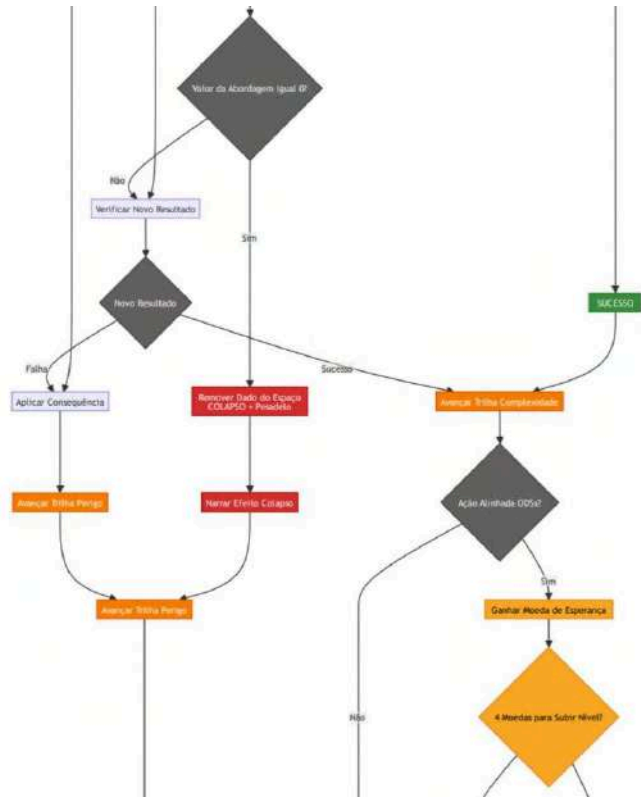 Valor da Abordagem Igual 0?
Não
Verificar Novo Resultado
Sim
Novo Resultado
SUCESSO
Falha
Sucesso
Aplicar Consequência
Remover Dado do Espaço
COLAPSO + Pesadelo
Avançar Trilha Complexidade
Avançar Trilha Perigo
Narrar Efeito Colapso
Ação Alinhada ODSs?
Sim
Avançar Trilha Perigo
Ganhar Moeda de Esperança
Não
4 Moedas para Subir Nível?